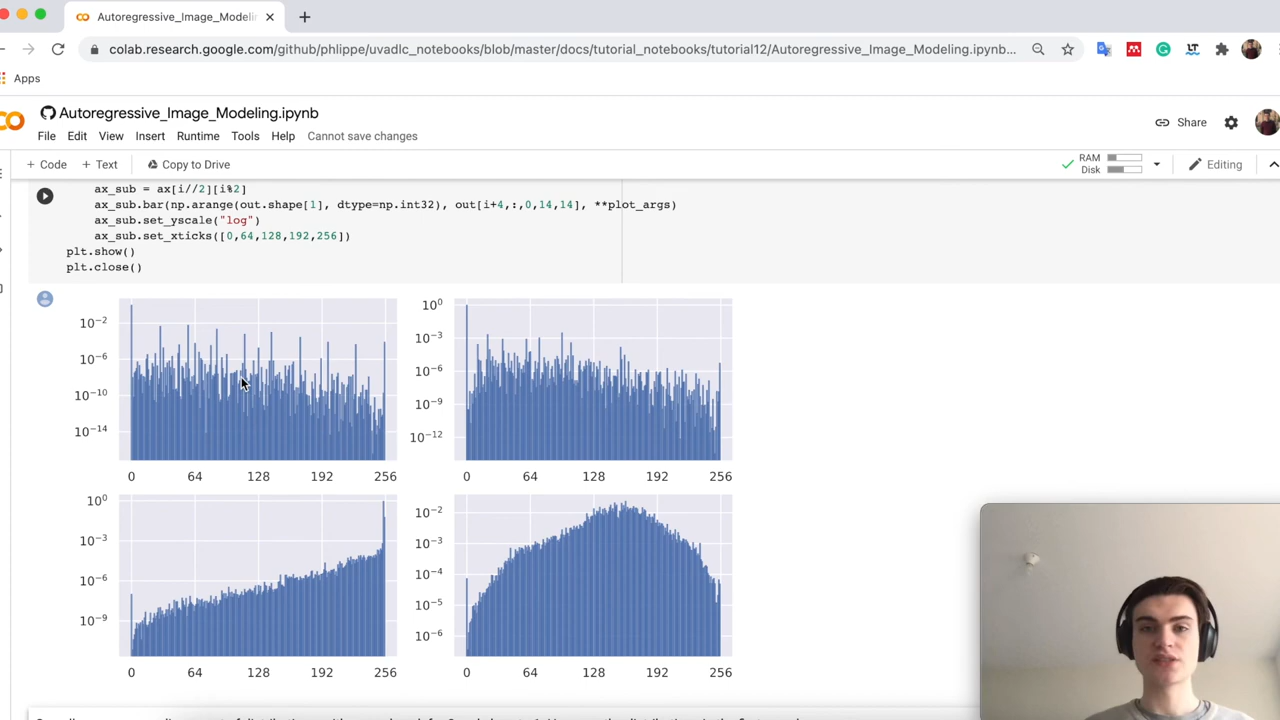 Autoregressive_Image_Modelin
colab.research.google.com/github/phlippe/uvadlc_notebooks/blob/master/docs/tutorial_notebooks/tutorial12/Autoregressive_Image_Modeling.ipynb...
Apps
Autoregressive_Image_Modeling.ipynb
File Edit View Insert Runtime Tools Help Cannot save changes
Share
+ Code + Text Copy to Drive
RAM
Disk
Editing
ax_sub = ax[i//2][i%2]
ax_sub.bar(np.arange(out.shape[1], dtype=np.int32), out[i+4,:,0,14,14], **plot_args)
ax_sub.set_yscale("log")
ax_sub.set_xticks([0,64,128,192,256])
plt.show()
plt.close()
10⁻²
10⁻⁶
10⁻¹⁰
10⁻¹⁴
0 64 128 192 256
10⁰
10⁻³
10⁻⁶
10⁻⁹
10⁻¹²
0 64 128 192 256
10⁰
10⁻³
10⁻⁶
10⁻⁹
0 64 128 192 256
10⁻²
10⁻³
10⁻⁴
10⁻⁵
10⁻⁶
0 64 128 192 256